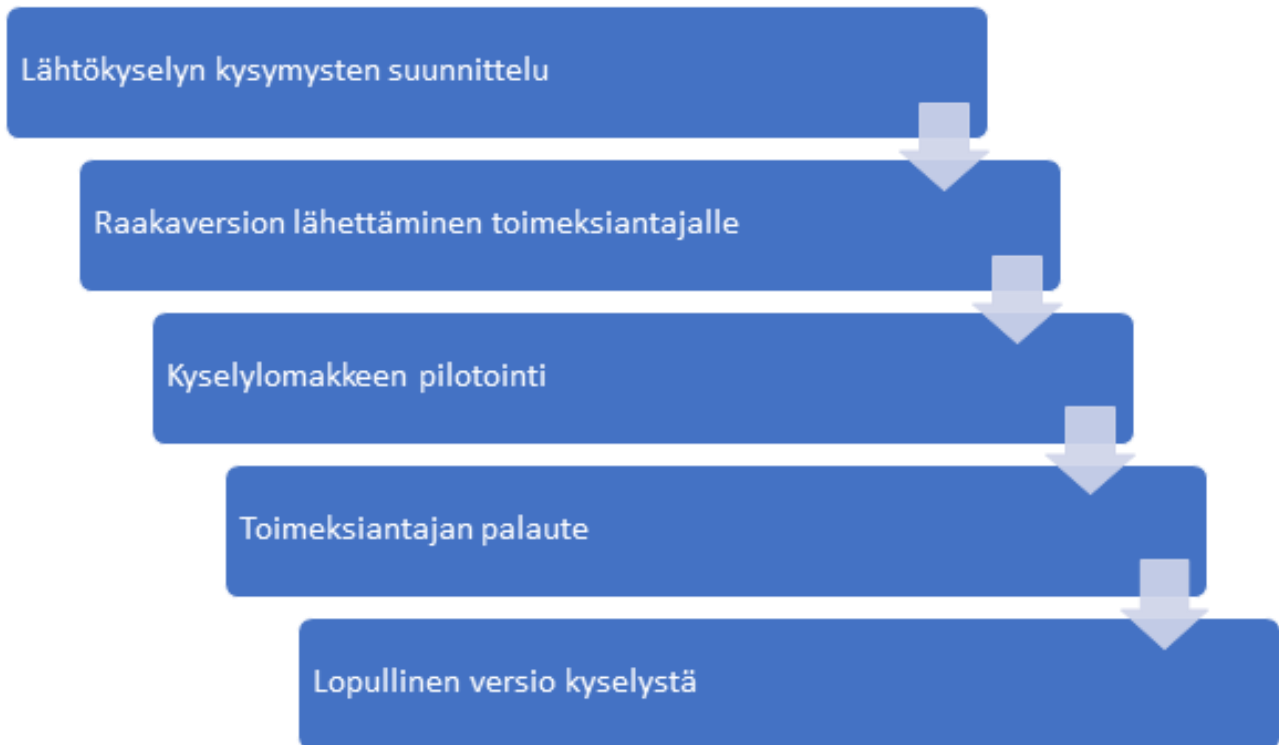 Lähtökyselyn kysymysten suunnittelu
Raakaversion lähettäminen toimeksiantajalle
Kyselylomakkeen pilotointi
Toimeksiantajan palaute
Lopullinen versio kyselystä